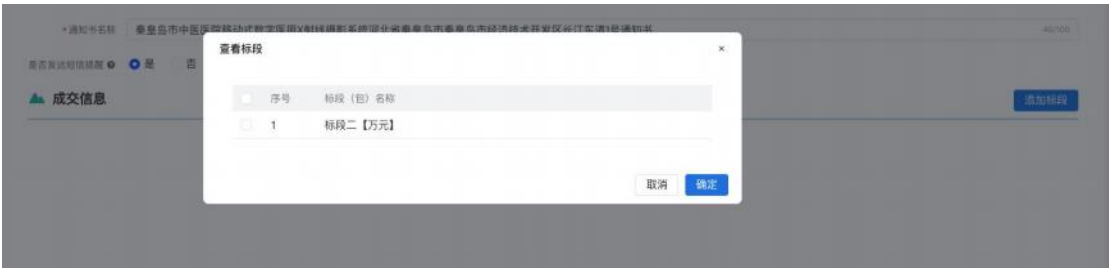 *通知书名称 秦皇岛市中医医院移动式数字医用X射线摄影系统河北省秦皇岛市秦皇岛市经济技术开发区长江东道1号通知书 46/100
是否发送短信提醒 是 否
成交信息 添加标段
查看标段 ×
序号 标段（包）名称
1 标段二【万元】
取消 确定